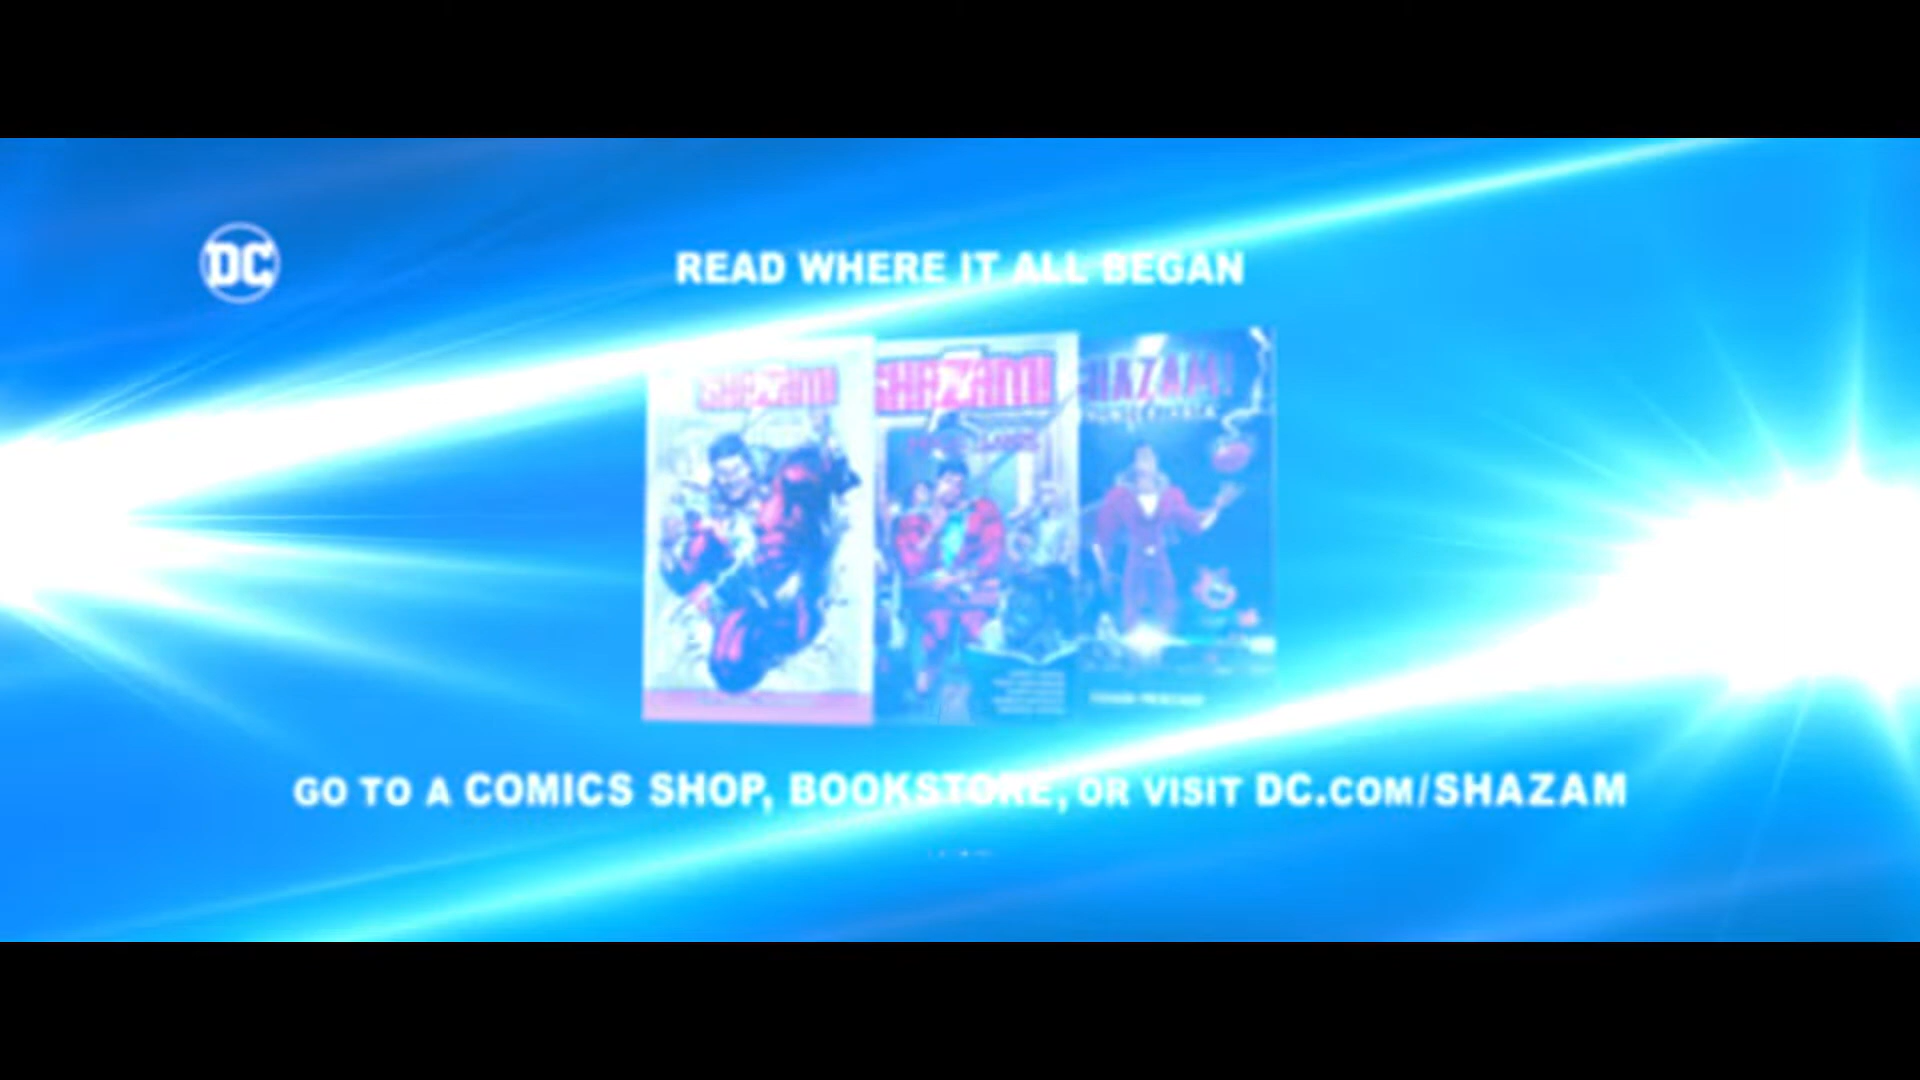 DC
READ WHERE IT ALL BEGAN
SHAZAM!
SHAZAM!
SHAZAM!
GO TO A COMICS SHOP, BOOKSTORE, OR VISIT DC.COM/SHAZAM